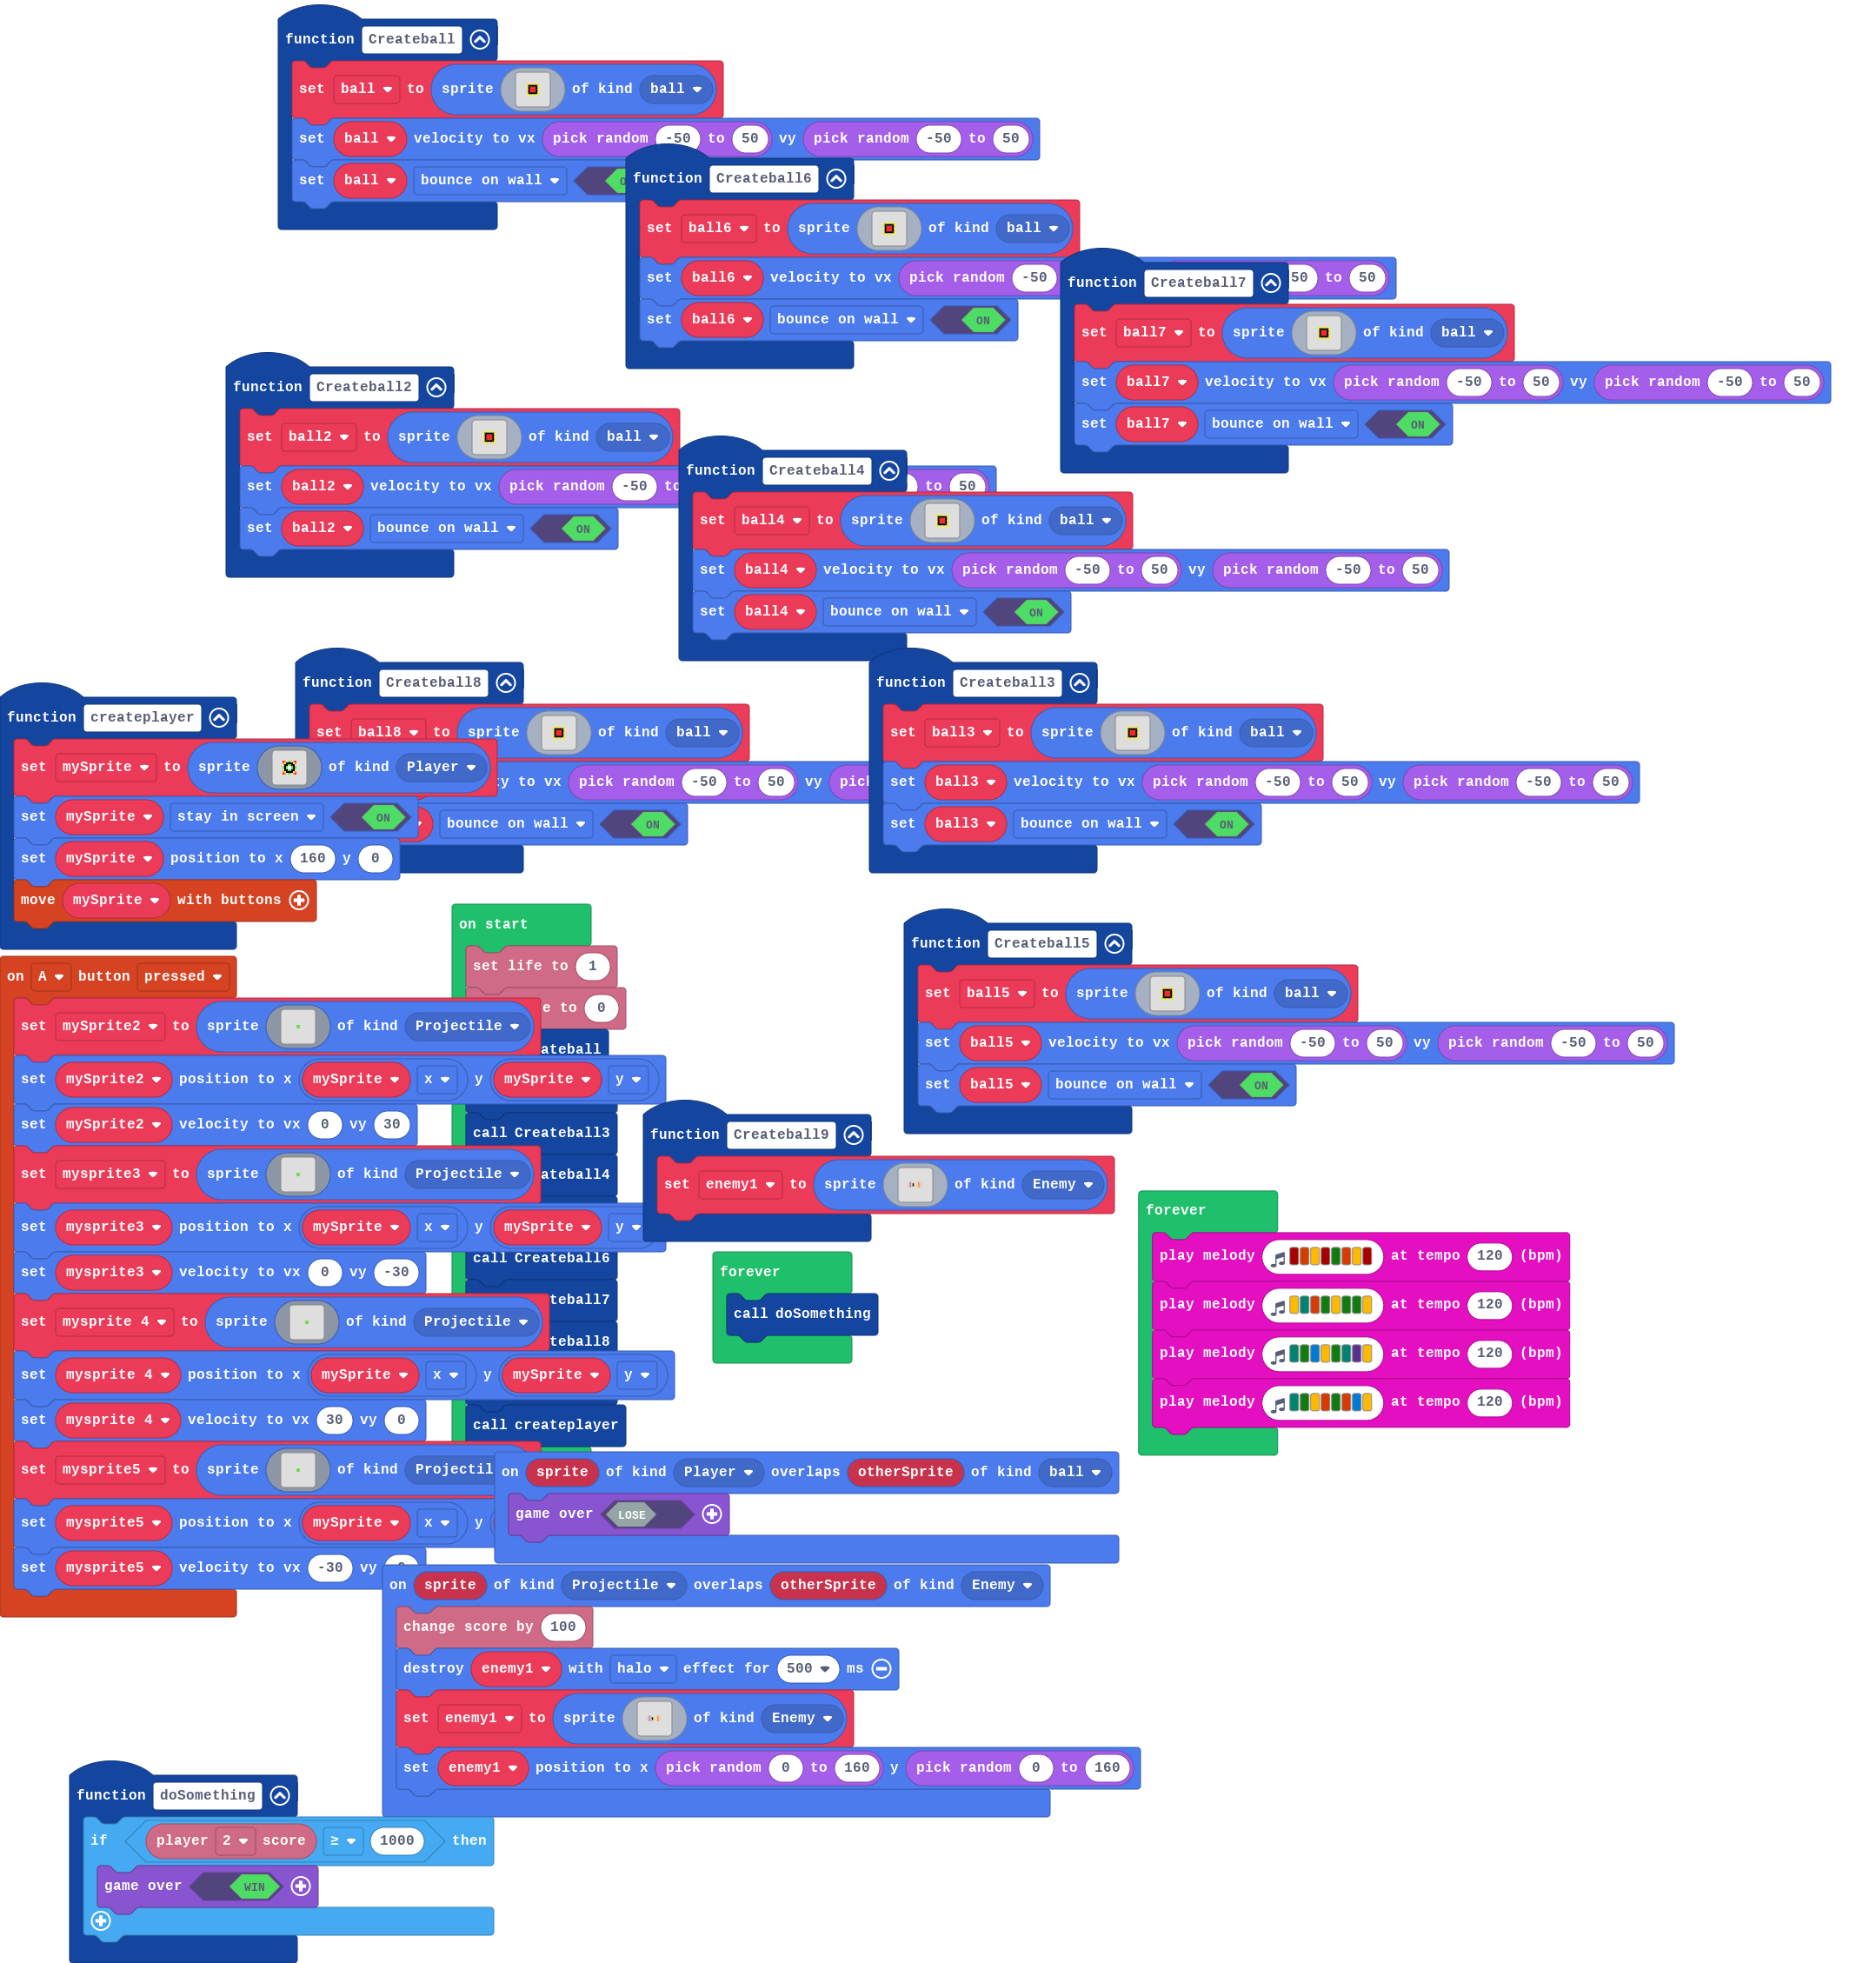 function Createball
set ball to sprite of kind ball
set ball velocity to vx pick random -50 to 50 vy pick random -50 to 50
set ball bounce on wall
function Createball6
set ball6 to sprite of kind ball
set ball6 velocity to vx pick random -50 50 to 50
set ball6 bounce on wall ON
function Createball7
set ball7 to sprite of kind ball
set ball7 velocity to vx pick random -50 to 50 vy pick random -50 to 50
set ball7 bounce on wall ON
function Createball2
set ball2 to sprite of kind ball
set ball2 velocity to vx pick random -50 to to 50
set ball2 bounce on wall ON
function Createball4
set ball4 to sprite of kind ball
set ball4 velocity to vx pick random -50 to 50 vy pick random -50 to 50
set ball4 bounce on wall ON
function Createball8
set ball8 to sprite of kind ball
to vx pick random -50 to 50 vy
bounce on wall ON
function Createball3
set ball3 to sprite of kind ball
set ball3 velocity to vx pick random -50 to 50 vy pick random -50 to 50
set ball3 bounce on wall ON
function createplayer
set mySprite to sprite of kind Player
set mySprite stay in screen ON
set mySprite position to x 160 y 0
move mySprite with buttons
on start
set life to 1
to 0
call Createball3
call Createball6
call createplayer
function Createball5
set ball5 to sprite of kind ball
set ball5 velocity to vx pick random -50 to 50 vy pick random -50 to 50
set ball5 bounce on wall ON
on A button pressed
set mySprite2 to sprite of kind Projectile
set mySprite2 position to x mySprite x y mySprite y
set mySprite2 velocity to vx 0 vy 30
set mysprite3 to sprite of kind Projectile
set mysprite3 position to x mySprite x y mySprite y
set mysprite3 velocity to vx 0 vy -30
set mysprite 4 to sprite of kind Projectile
set mysprite 4 position to x mySprite x y mySprite y
set mysprite 4 velocity to vx 30 vy 0
set mysprite5 to sprite of kind
set mysprite5 position to x mySprite x y
set mysprite5 velocity to vx -30 vy
function Createball9
set enemy1 to sprite of kind Enemy
forever
call doSomething
forever
play melody at tempo 120 (bpm)
play melody at tempo 120 (bpm)
play melody at tempo 120 (bpm)
play melody at tempo 120 (bpm)
on sprite of kind Player overlaps otherSprite of kind ball
game over LOSE
on sprite of kind Projectile overlaps otherSprite of kind Enemy
change score by 100
destroy enemy1 with halo effect for 500 ms
set enemy1 to sprite of kind Enemy
set enemy1 position to x pick random 0 to 160 y pick random 0 to 160
function doSomething
if player 2 score ≥ 1000 then
game over WIN